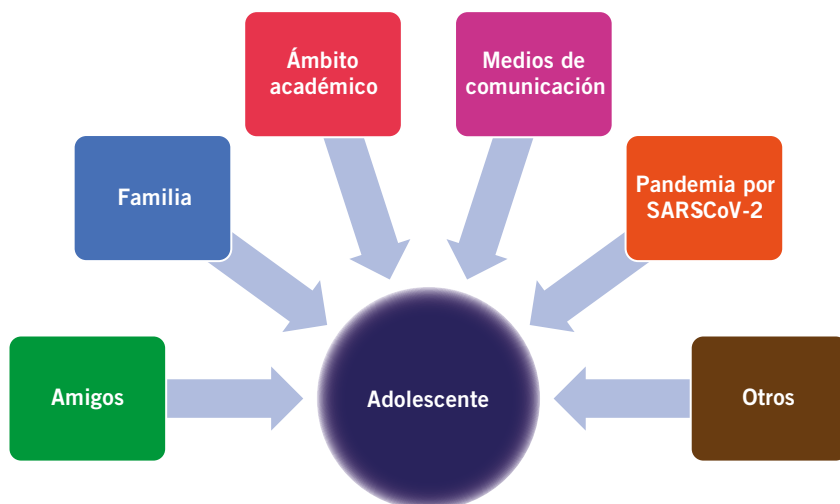 Ámbito
académico
Medios de
comunicación
Familia
Pandemia por
SARSCoV-2
Amigos
Adolescente
Otros